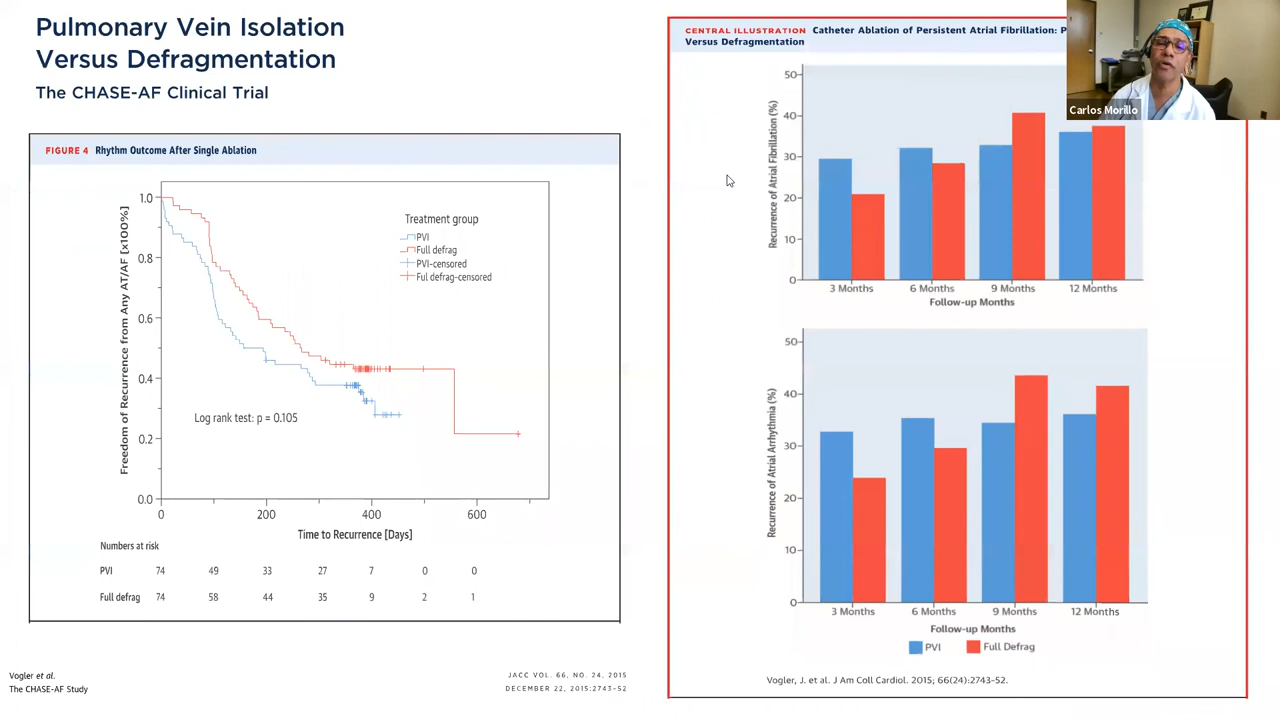 Pulmonary Vein Isolation
Versus Defragmentation
The CHASE-AF Clinical Trial
FIGURE 4 Rhythm Outcome After Single Ablation
Freedom of Recurrence from Any AT/AF [x100%]
1.0
0.8
0.6
0.4
0.2
0.0
Treatment group
PVI
Full defrag
PVI-censored
Ful defrag-censored
Log rank test: p = 0.105
0 200 400 600
Time to Recurrence [Days]
Numbers at risk
PVI 74 49 33 27 7 0 0
Full defrag 74 58 44 35 9 2 1
Vogler et al.
The CHASE-AF Study
JACC VOL. 66, NO. 24, 2015
DECEMBER 22, 2015:2743-52
CENTRAL ILLUSTRATION Catheter Ablation of Persistent Atrial Fibrillation: P
Versus Defragmentation
Carlos Morillo
Recurrence of Atrial Fibrillation (%)
50
40
30
20
10
0
3 Months 6 Months 9 Months 12 Months
Follow-up Months
Recurrence of Atrial Arrhythmia (%)
50
40
30
20
10
0
3 Months 6 Months 9 Months 12 Months
Follow-up Months
PVI Full Defrag
Vogler, J. et al. J Am Coll Cardiol. 2015; 66(24):2743-52.